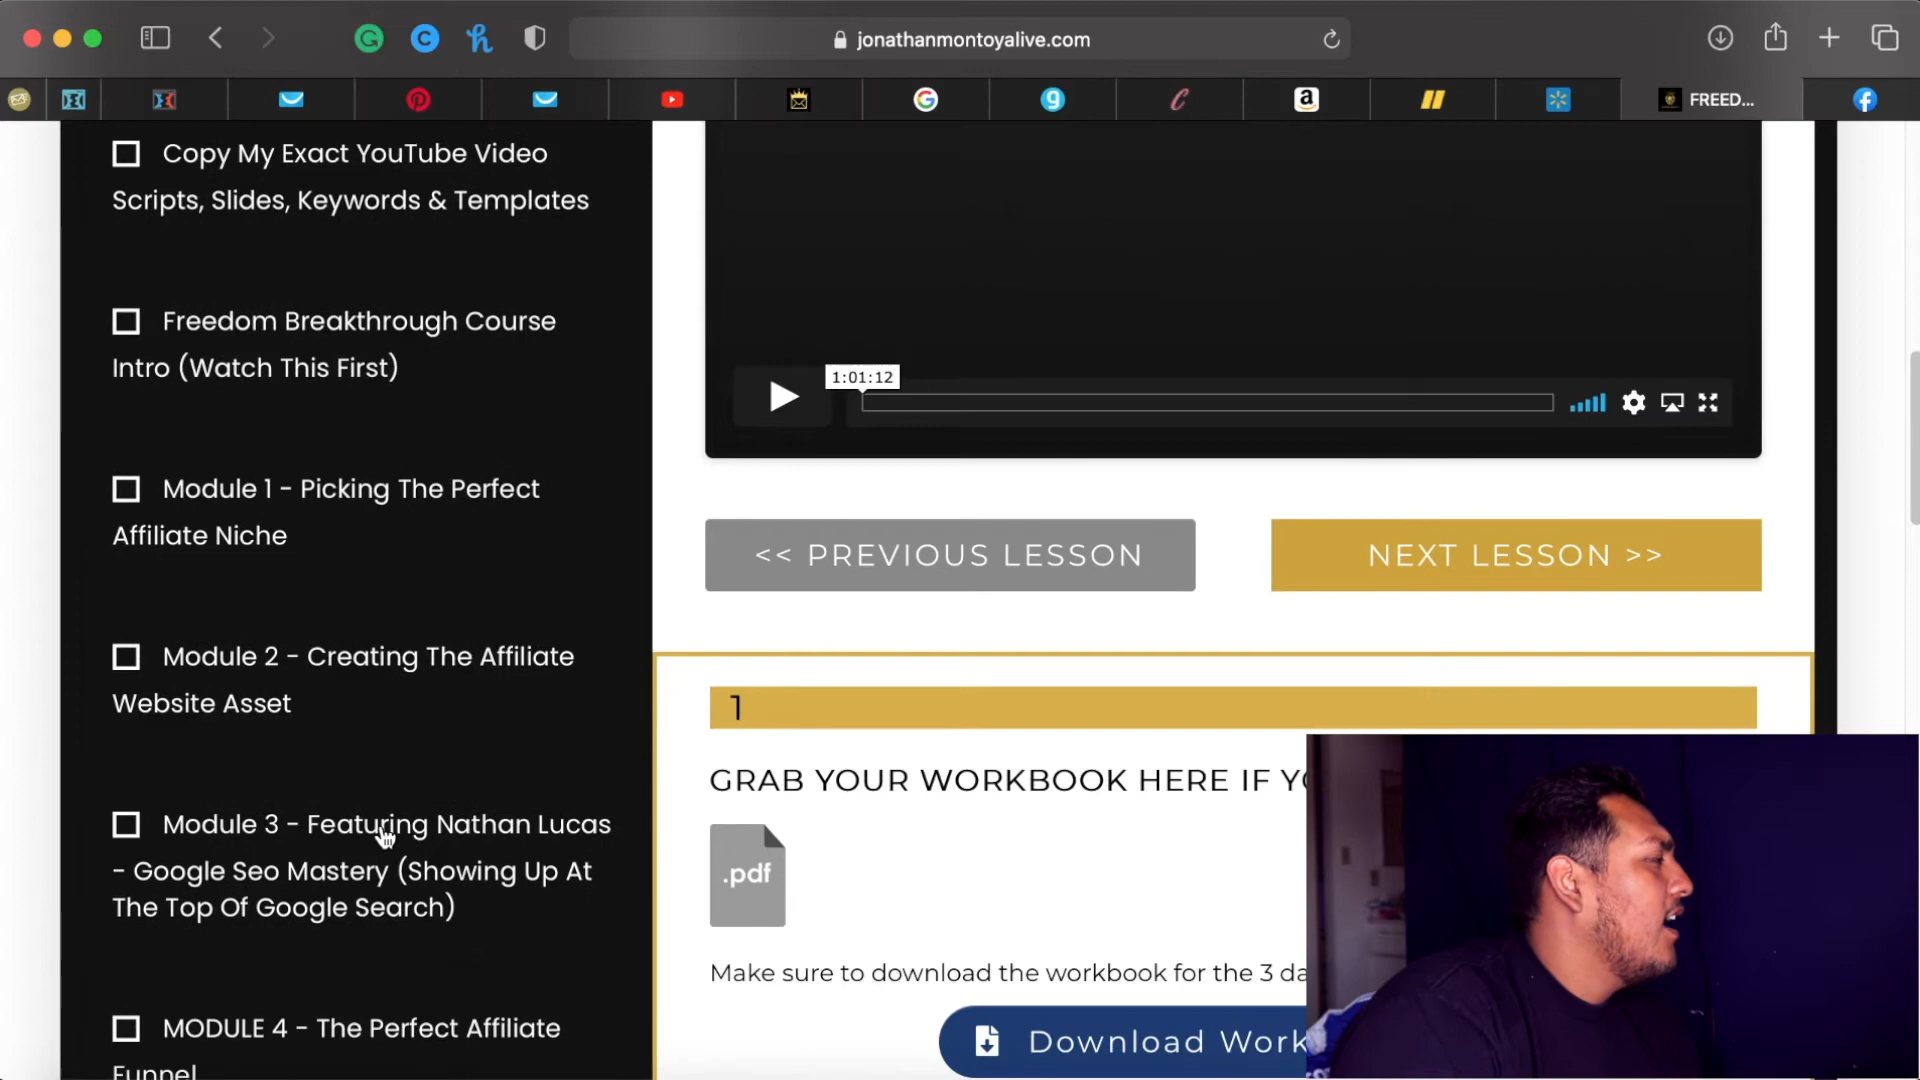 jonathanmontoyalive.com
FREED...
Copy My Exact YouTube Video
Scripts, Slides, Keywords & Templates
Freedom Breakthrough Course
Intro (Watch This First)
Module 1 - Picking The Perfect
Affiliate Niche
Module 2 - Creating The Affiliate
Website Asset
Module 3 - Featuring Nathan Lucas
- Google Seo Mastery (Showing Up At
The Top Of Google Search)
MODULE 4 - The Perfect Affiliate
Funnel
1:01:12
<< PREVIOUS LESSON
NEXT LESSON >>
1
GRAB YOUR WORKBOOK HERE IF
.pdf
Make sure to download the workbook for the 3
Download